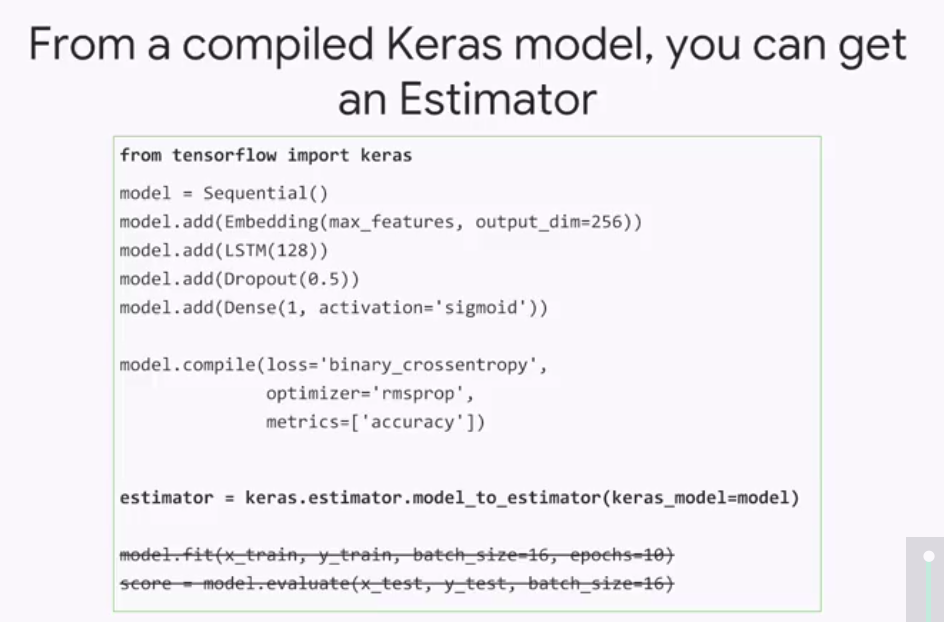 From a compiled Keras model, you can get
an Estimator
from tensorflow import keras
model = Sequential()
model.add(Embedding(max_features, output_dim=256))
model.add(LSTM(128))
model.add(Dropout(0.5))
model.add(Dense(1, activation='sigmoid'))
model.compile(loss='binary_crossentropy',
optimizer='rmsprop',
metrics=['accuracy'])
estimator = keras.estimator.model_to_estimator(keras_model=model)
model.fit(x_train, y_train, batch_size=16, epochs=10)
score = model.evaluate(x_test, y_test, batch_size=16)